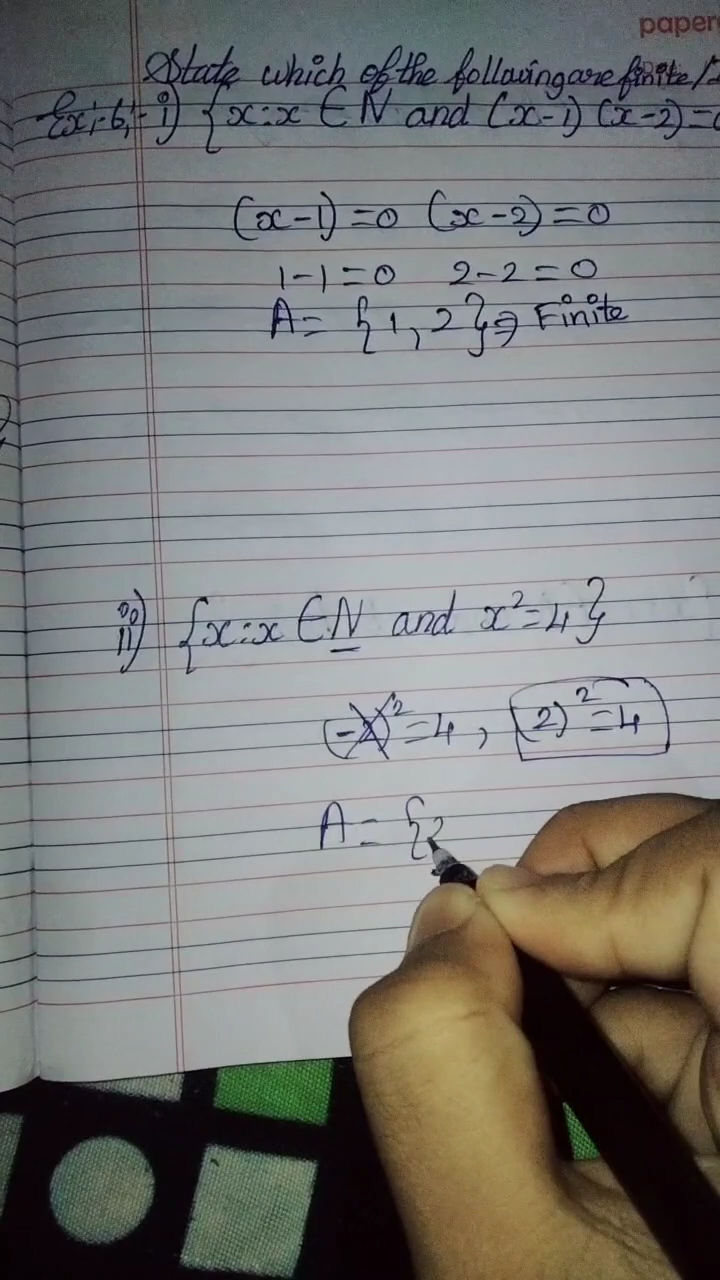 paper
State which of the following are finite/
Ex:- 6, - i) {x:x ∈ N and (x-1) (x-2)=0
(x-1)=0 (x-2)=0
1-1=0 2-2=0
A= {1, 2} ⇒ Finite
ii) {x:x ∈ N and x²=4}
(-2)²=4, (2)²=4
A = {2